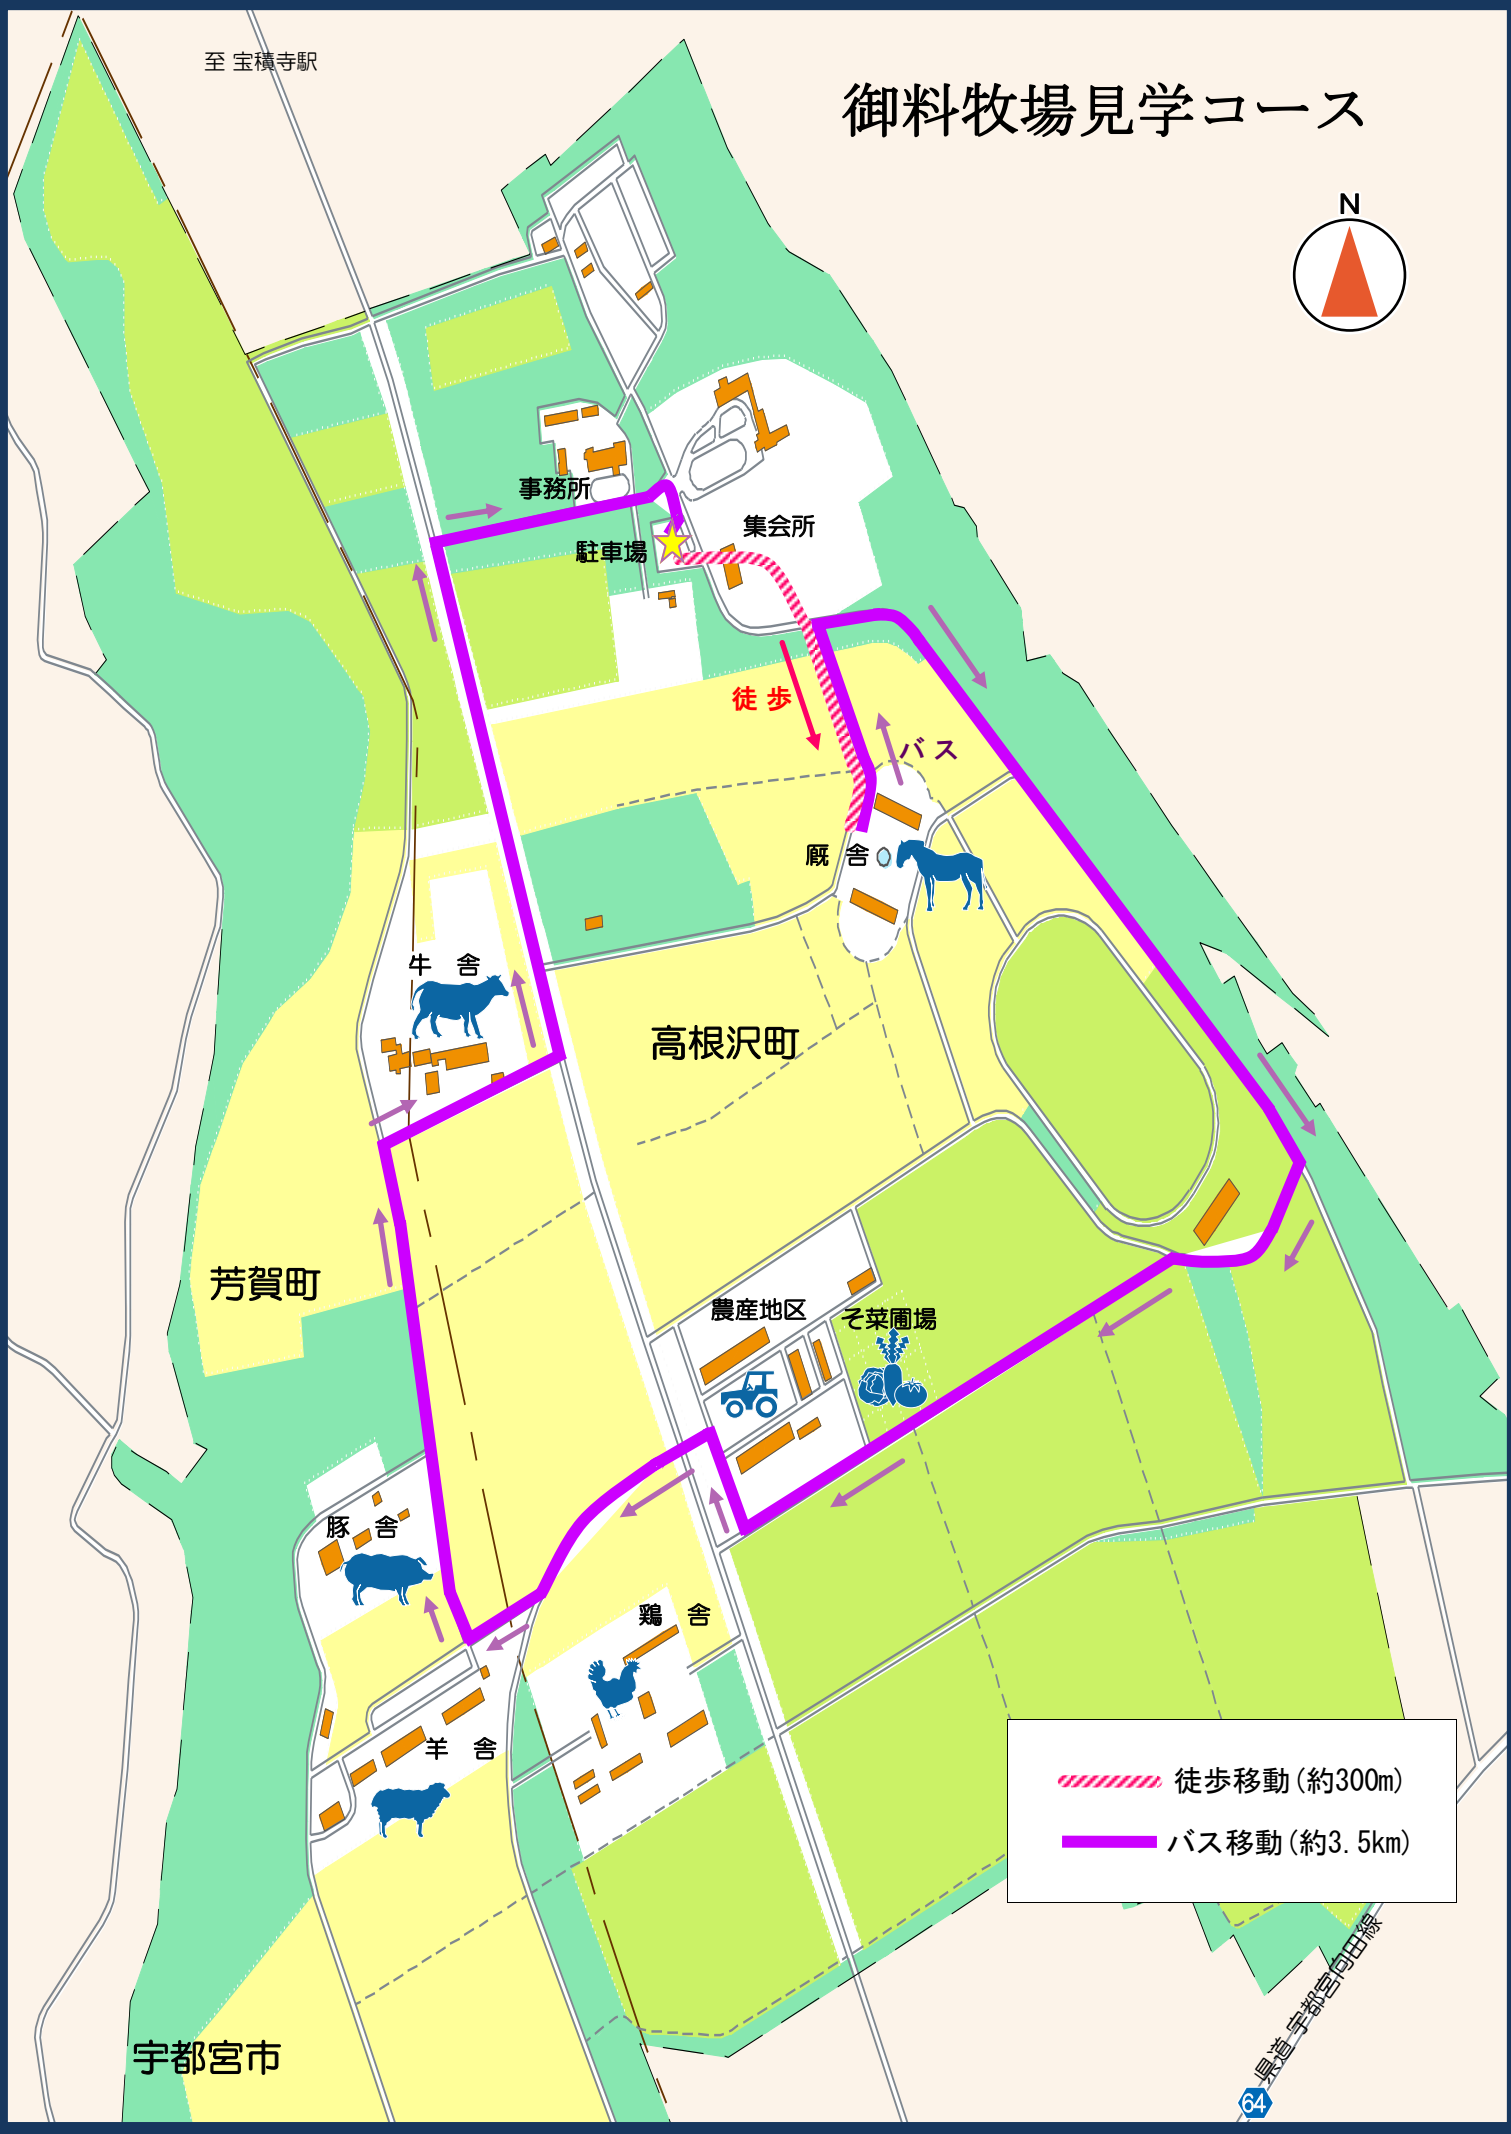 至 宝積寺駅
御料牧場見学コース
N
事務所
集会所
駐車場
徒 歩
バ ス
厩 舎
牛 舎
高根沢町
芳賀町
農産地区
そ菜圃場
豚 舎
鶏 舎
羊 舎
徒歩移動(約300m)
バス移動(約3.5km)
県道 宇都宮向田線
宇都宮市
64